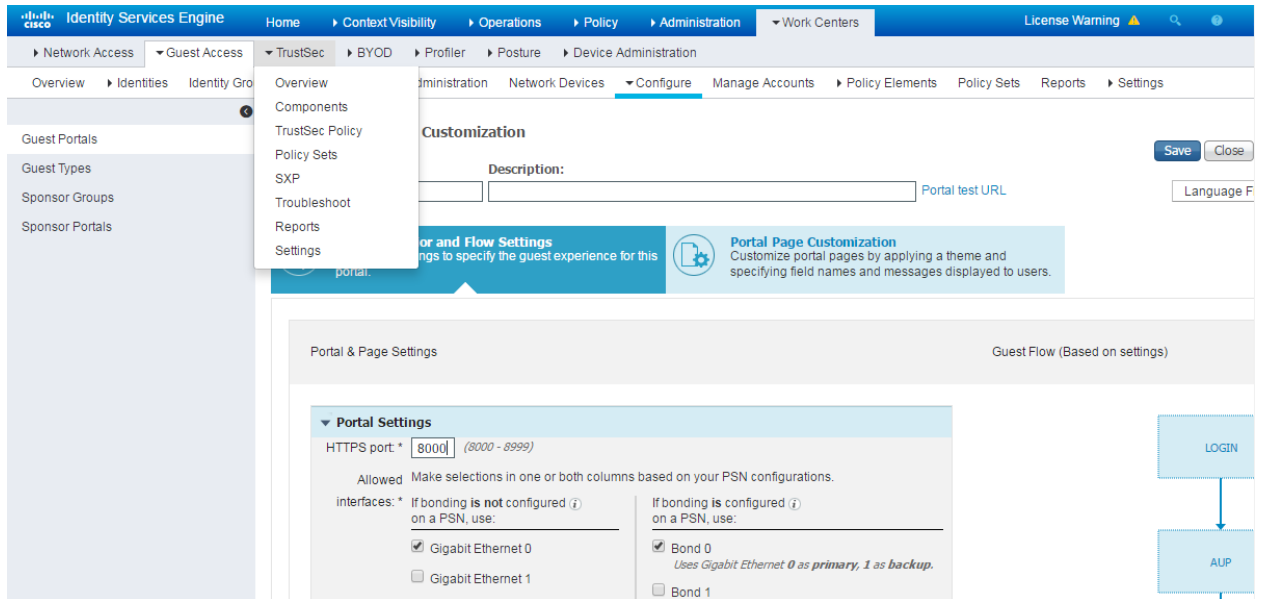 cisco Identity Services Engine Home Context Visibility Operations Policy Administration Work Centers License Warning
Network Access Guest Access TrustSec BYOD Profiler Posture Device Administration
Overview Identities Identity Gro dministration Network Devices Configure Manage Accounts Policy Elements Policy Sets Reports Settings
Overview
Components
TrustSec Policy
Policy Sets
SXP
Troubleshoot
Reports
Settings
Guest Portals
Guest Types
Sponsor Groups
Sponsor Portals
Customization
Save Close
Description:
Portal test URL
Language F
or and Flow Settings
ngs to specify the guest experience for this
portal.
Portal Page Customization
Customize portal pages by applying a theme and
specifying field names and messages displayed to users.
Portal & Page Settings
Guest Flow (Based on settings)
Portal Settings
HTTPS port: * 8000 (8000 - 8999)
Allowed interfaces: * Make selections in one or both columns based on your PSN configurations.
If bonding is not configured
on a PSN, use:
Gigabit Ethernet 0
Gigabit Ethernet 1
If bonding is configured
on a PSN, use:
Bond 0
Uses Gigabit Ethernet 0 as primary, 1 as backup.
Bond 1
LOGIN
AUP